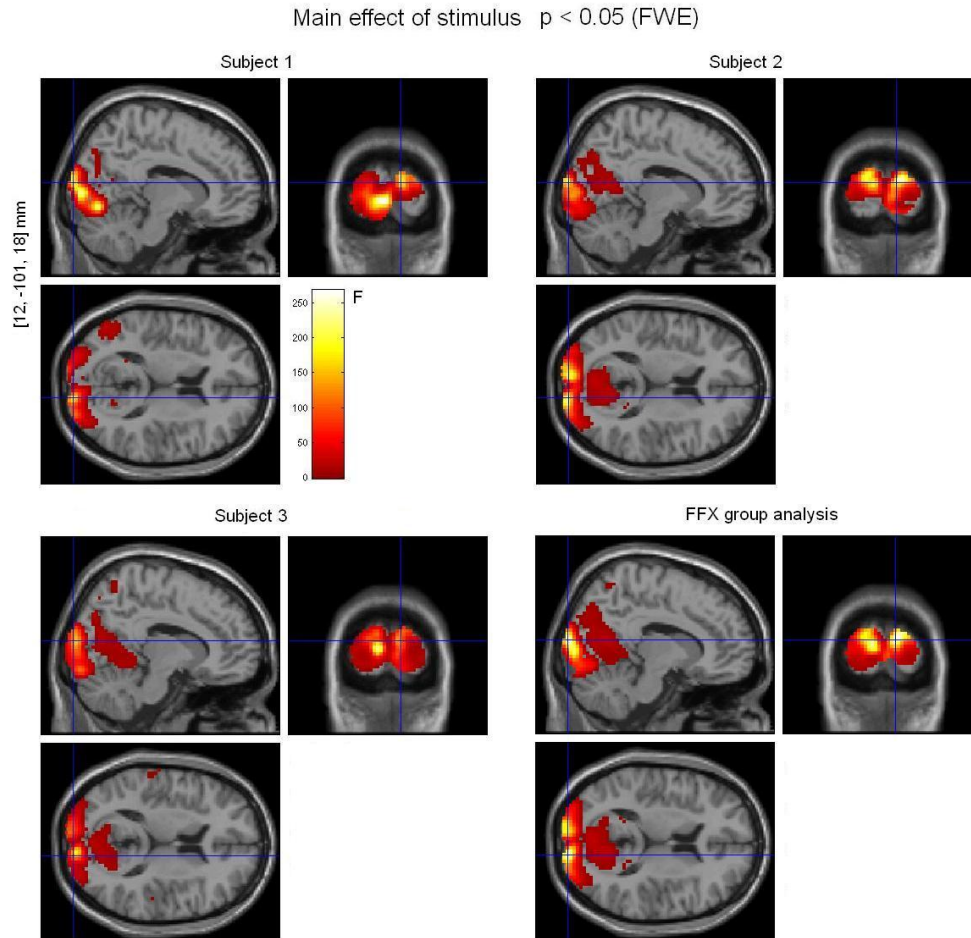 Main effect of stimulus p < 0.05 (FWE)
Subject 1
Subject 2
[12, -101, 18] mm
F
250
200
150
100
50
0
Subject 3
FFX group analysis